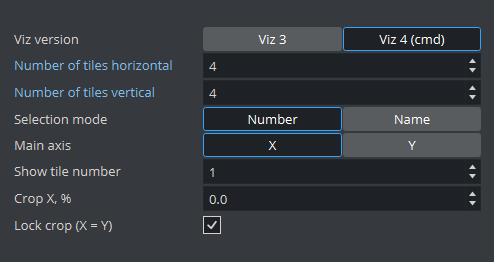 Viz version Viz 3 Viz 4 (cmd)
Number of tiles horizontal 4
Number of tiles vertical 4
Selection mode Number Name
Main axis X Y
Show tile number 1
Crop X, % 0.0
Lock crop (X = Y)